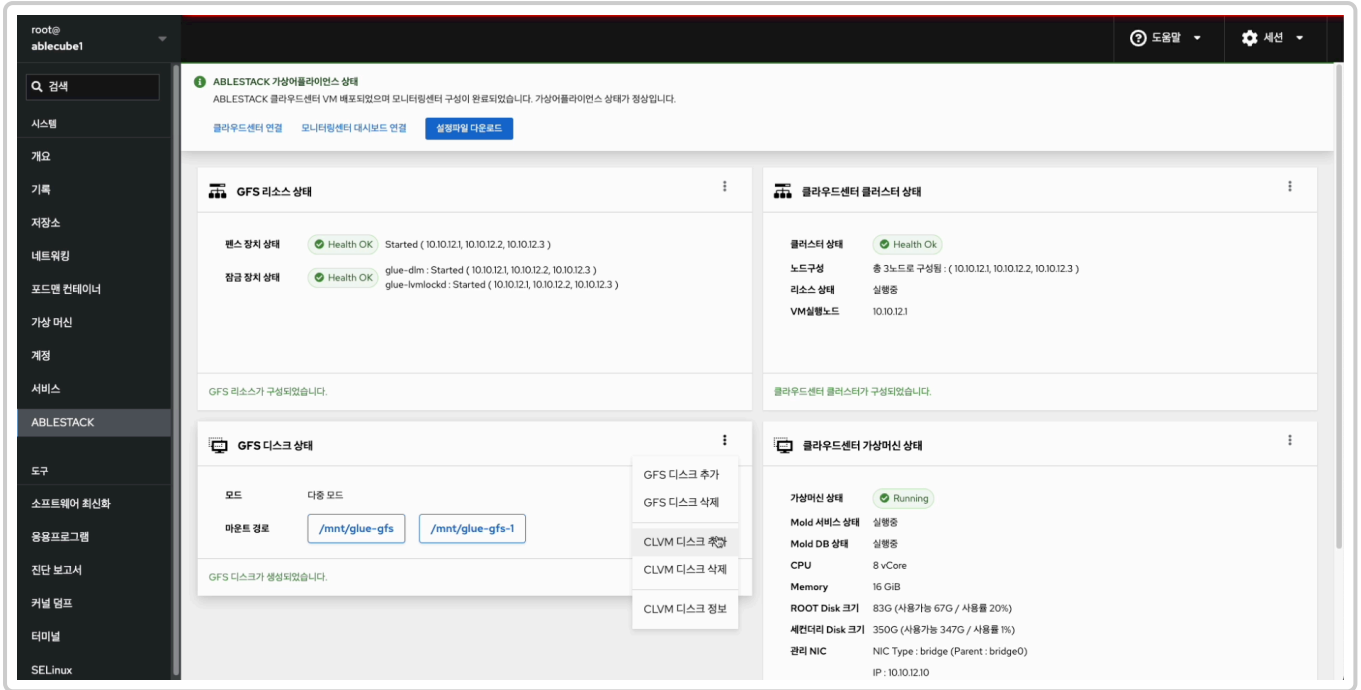 root@
ablecube1
도움말
세션
검색
시스템
개요
기록
저장소
네트워킹
포드맨 컨테이너
가상 머신
계정
서비스
ABLESTACK
도구
소프트웨어 최신화
응용프로그램
진단 보고서
커널 덤프
터미널
SELinux
ABLESTACK 가상어플라이언스 상태
ABLESTACK 클라우드센터 VM 배포되었으며 모니터링센터 구성이 완료되었습니다. 가상어플라이언스 상태가 정상입니다.
클라우드센터 연결 모니터링센터 대시보드 연결 설정파일 다운로드
GFS 리소스 상태
펜스 장치 상태 Health OK Started ( 10.10.12.1, 10.10.12.2, 10.10.12.3 )
잠금 장치 상태 Health OK glue-dlm : Started ( 10.10.12.1, 10.10.12.2, 10.10.12.3 )
glue-lvmlockd : Started ( 10.10.12.1, 10.10.12.2, 10.10.12.3 )
GFS 리소스가 구성되었습니다.
클라우드센터 클러스터 상태
클러스터 상태 Health Ok
노드구성 총 3노드로 구성됨 : ( 10.10.12.1, 10.10.12.2, 10.10.12.3 )
리소스 상태 실행중
VM실행노드 10.10.12.1
클라우드센터 클러스터가 구성되었습니다.
GFS 디스크 상태
모드 다중 모드
마운트 경로 /mnt/glue-gfs /mnt/glue-gfs-1
GFS 디스크가 생성되었습니다.
GFS 디스크 추가
GFS 디스크 삭제
CLVM 디스크 추가
CLVM 디스크 삭제
CLVM 디스크 정보
클라우드센터 가상머신 상태
가상머신 상태 Running
Mold 서비스 상태 실행중
Mold DB 상태 실행중
CPU 8 vCore
Memory 16 GiB
ROOT Disk 크기 83G (사용가능 67G / 사용률 20%)
세컨더리 Disk 크기 350G (사용가능 347G / 사용률 1%)
관리 NIC NIC Type : bridge (Parent : bridge0)
IP : 10.10.12.10